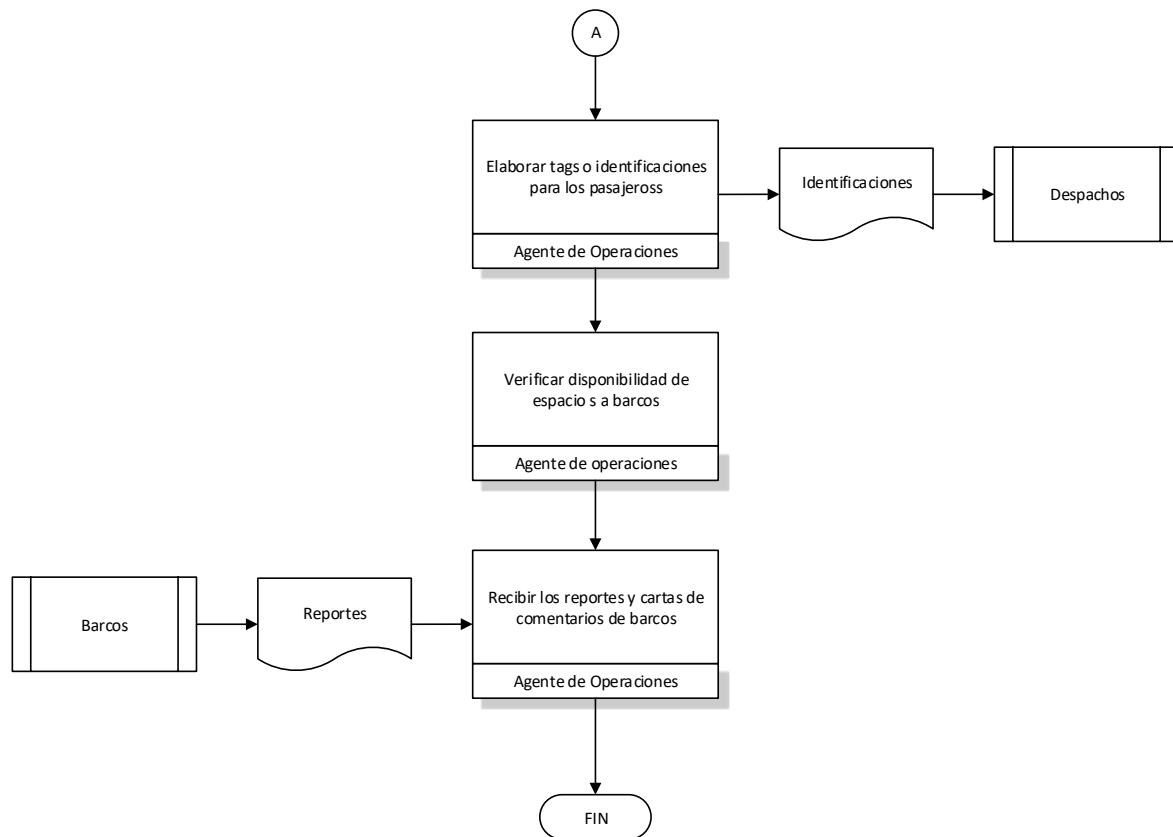 A
Elaborar tags o identificaciones
para los pasajeross
Agente de Operaciones
Identificaciones
Despachos
Verificar disponibilidad de
espacio s a barcos
Agente de operaciones
Barcos
Reportes
Recibir los reportes y cartas de
comentarios de barcos
Agente de Operaciones
FIN